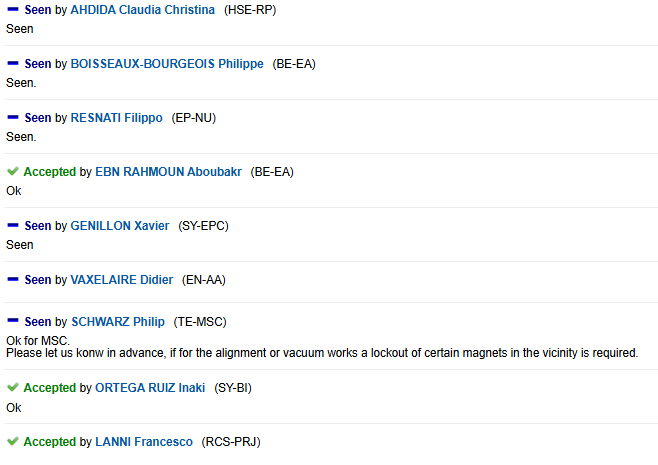 Seen by AHDIDA Claudia Christina (HSE-RP)
Seen
Seen by BOISSEAUX-BOURGEOIS Philippe (BE-EA)
Seen.
Seen by RESNATI Filippo (EP-NU)
Seen.
Accepted by EBN RAHMOUN Aboubakr (BE-EA)
Ok
Seen by GENILLON Xavier (SY-EPC)
Seen
Seen by VAXELAIRE Didier (EN-AA)
Seen by SCHWARZ Philip (TE-MSC)
Ok for MSC.
Please let us konw in advance, if for the alignment or vacuum works a lockout of certain magnets in the vicinity is required.
Accepted by ORTEGA RUIZ Inaki (SY-BI)
Ok
Accepted by LANNI Francesco (RCS-PRJ)